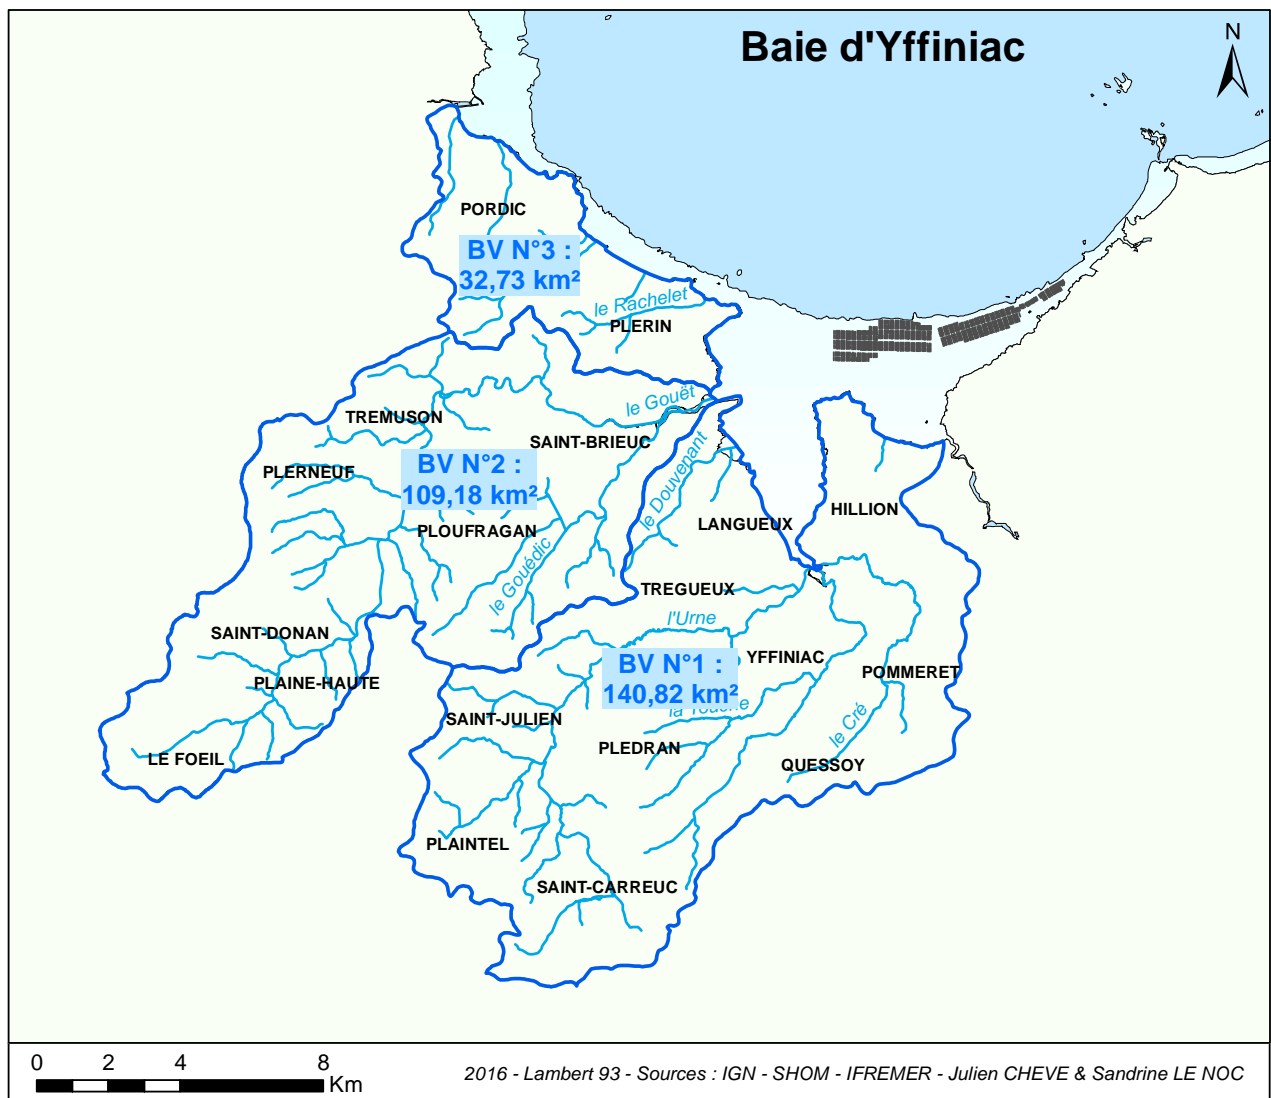 Baie d'Yffiniac
N
PORDIC
BV N°3 :
32,73 km²
le Rachelet
PLERIN
le Gouët
TREMUSON
SAINT-BRIEUC
PLERNEUF
BV N°2 :
109,18 km²
le Douvenant
HILLION
LANGUEUX
PLOUFRAGAN
le Gouédic
TREGUEUX
l'Urne
SAINT-DONAN
YFFINIAC
BV N°1 :
140,82 km²
POMMERET
PLAINE-HAUTE
la Touche
SAINT-JULIEN
le Cré
PLEDRAN
LE FOEIL
QUESSOY
PLAINTEL
SAINT-CARREUC
0 2 4 8
Km
2016 - Lambert 93 - Sources : IGN - SHOM - IFREMER - Julien CHEVE & Sandrine LE NOC